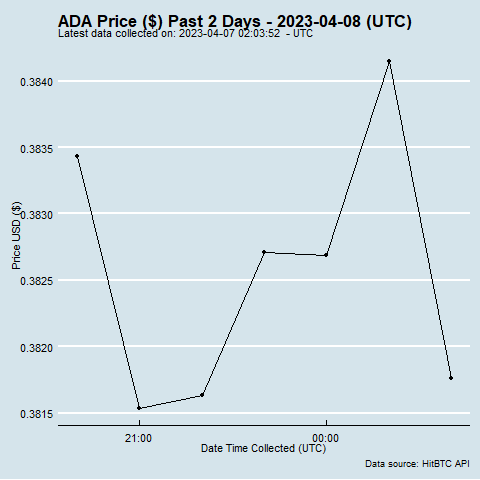 ADA Price ($) Past 2 Days - 2023-04-08 (UTC)
Latest data collected on: 2023-04-07 02:03:52 - UTC
0.3840
0.3835
0.3830
0.3825
0.3820
0.3815
Price USD ($)
21:00
00:00
Date Time Collected (UTC)
Data source: HitBTC API